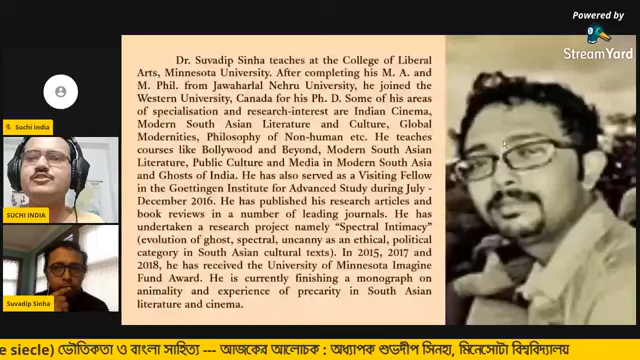 Powered by
StreamYard
Dr. Suvadip Sinha teaches at the College of Liberal
Arts, Minnesota University. After completing his M. A. and
M. Phil. from Jawaharlal Nehru University, he joined the
Western University, Canada for his Ph. D. Some of his areas
of specialisation and research-interest are Indian Cinema,
Modern South Asian Literature and Culture, Global
Modernities, Philosophy of Non-human etc. He teaches
courses like Bollywood and Beyond, Modern South Asian
Literature, Public Culture and Media in Modern South Asia
and Ghosts of India. He has also served as a Visiting Fellow
in the Goettingen Institute for Advanced Study during July -
December 2016. He has published his research articles and
book reviews in a number of leading journals. He has
undertaken a research project namely “Spectral Intimacy”
(evolution of ghost, spectral, uncanny as an ethical, political
category in South Asian cultural texts). In 2015, 2017 and
2018, he has received the University of Minnesota Imagine
Fund Award. He is currently finishing a monograph on
animality and experience of precarity in South Asian
literature and cinema.
Suchi India
SUCHI INDIA
Suvadip Sinha
e siecle) ভৌতিকতা ও বাংলা সাহিত্য --- আজকের আলোচক : অধ্যাপক শুভদীপ সিনহা, মিনেসোটা বিশ্ববিদ্যালয়